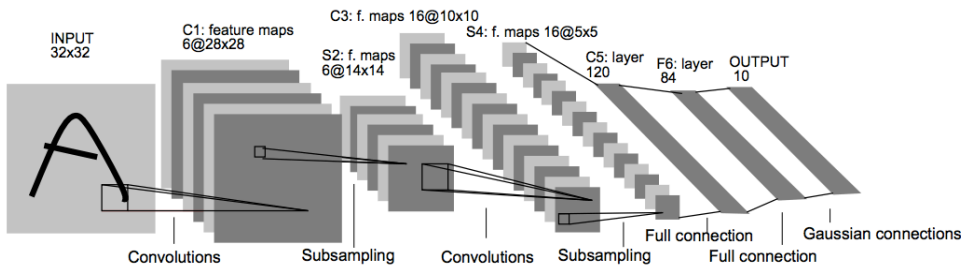 INPUT
32x32
C1: feature maps
6@28x28
S2: f. maps
6@14x14
C3: f. maps 16@10x10
S4: f. maps 16@5x5
C5: layer
120
F6: layer
84
OUTPUT
10
Convolutions
Subsampling
Convolutions
Subsampling
Full connection
Full connection
Gaussian connections